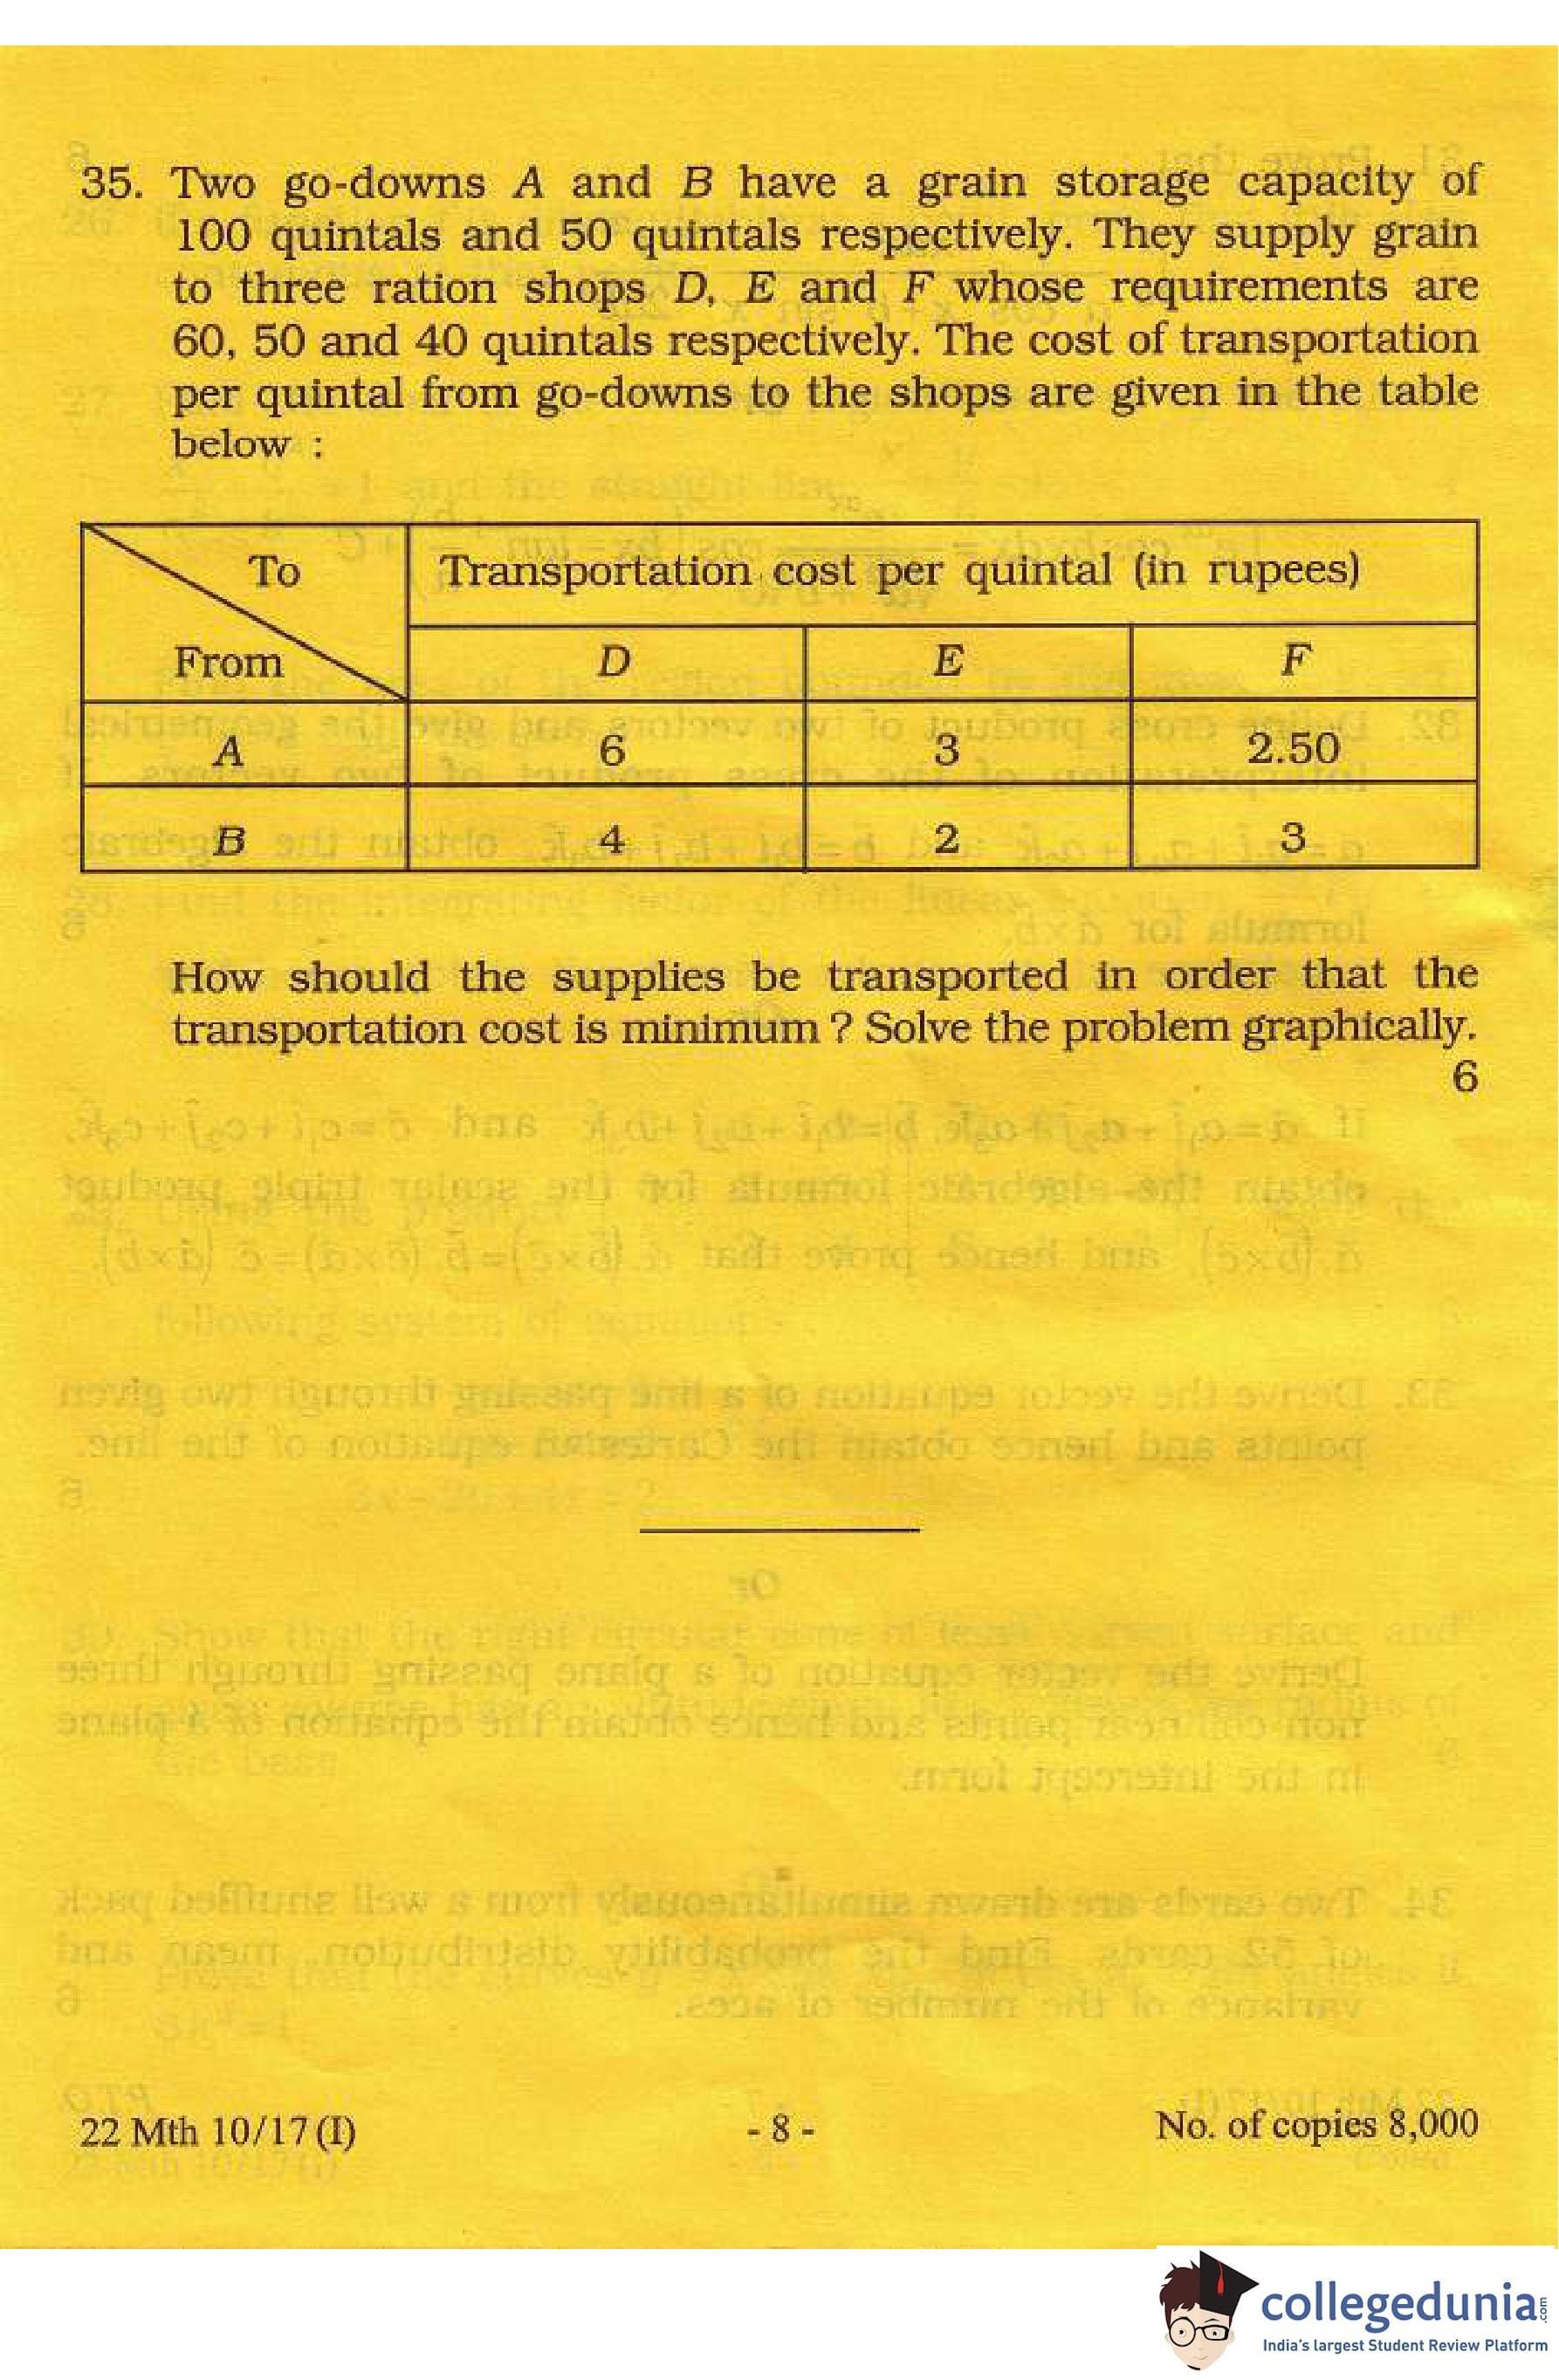 35. Two go-downs A and B have a grain storage capacity of
100 quintals and 50 quintals respectively. They supply grain
to three ration shops D, E and F whose requirements are
60, 50 and 40 quintals respectively. The cost of transportation
per quintal from go-downs to the shops are given in the table
below :
To Transportation cost per quintal (in rupees)
From D E F
A 6 3 2.50
B 4 2 3
How should the supplies be transported in order that the
transportation cost is minimum ? Solve the problem graphically.
6
22 Mth 10/17 (I) - 8 - No. of copies 8,000
collegedunia.com
India's largest Student Review Platform